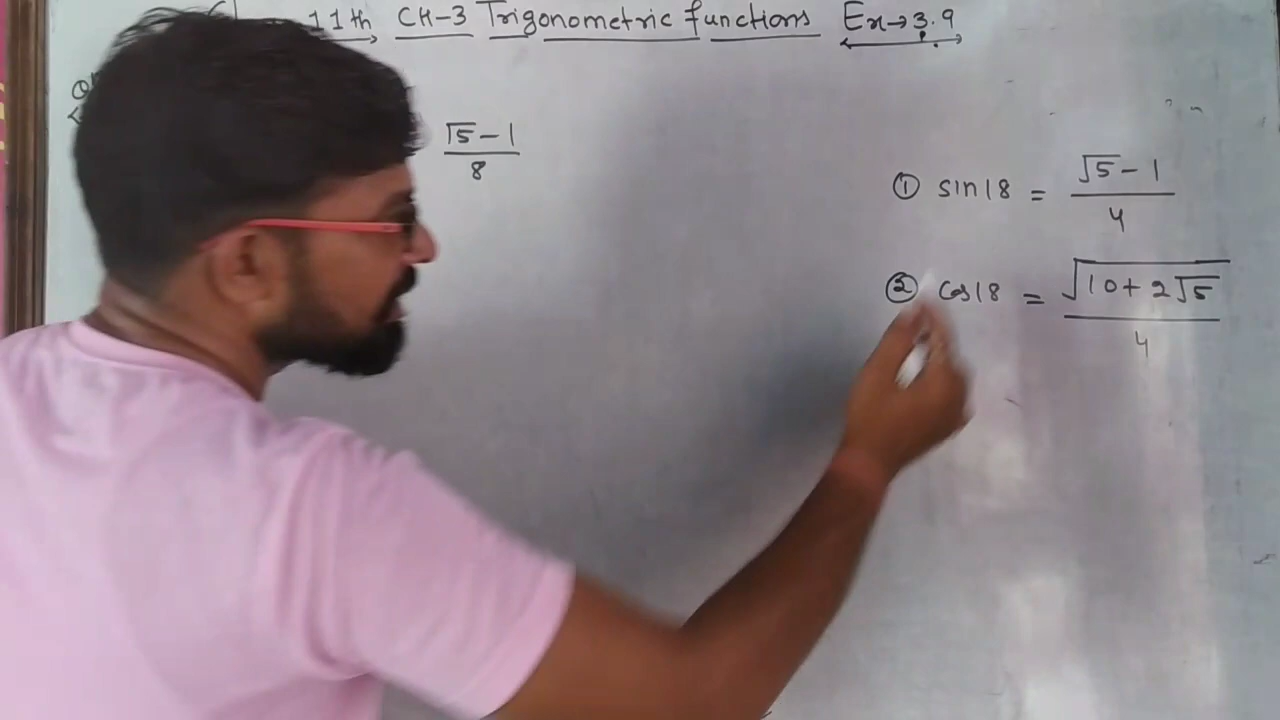 11th CH-3 Trigonometric functions Ex→3.9
√5-1
8
① sin18 = √5-1
4
② Cos18 = √10+2√5
4